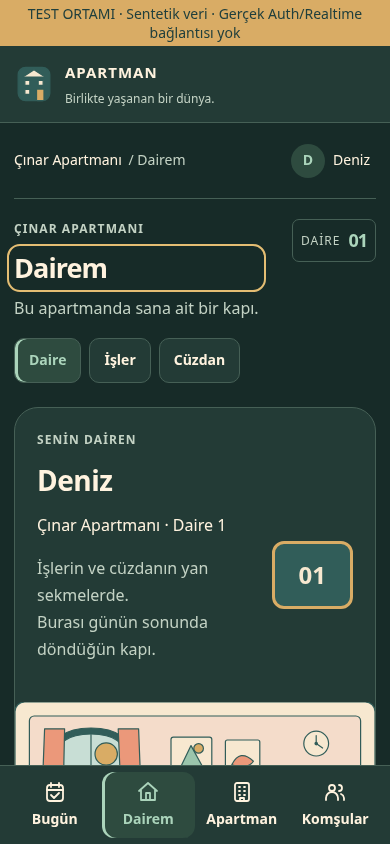 TEST ORTAMI · Sentetik veri · Gerçek Auth/Realtime
bağlantısı yok
APARTMAN
Birlikte yaşanan bir dünya.
Çınar Apartmanı / Dairem
D Deniz
ÇINAR APARTMANI
DAİRE 01
Dairem
Bu apartmanda sana ait bir kapı.
Daire İşler Cüzdan
SENİN DAİREN
Deniz
Çınar Apartmanı · Daire 1
İşlerin ve cüzdanın yan
sekmelerde.
Burası günün sonunda
döndüğün kapı.
01
Bugün Dairem Apartman Komşular